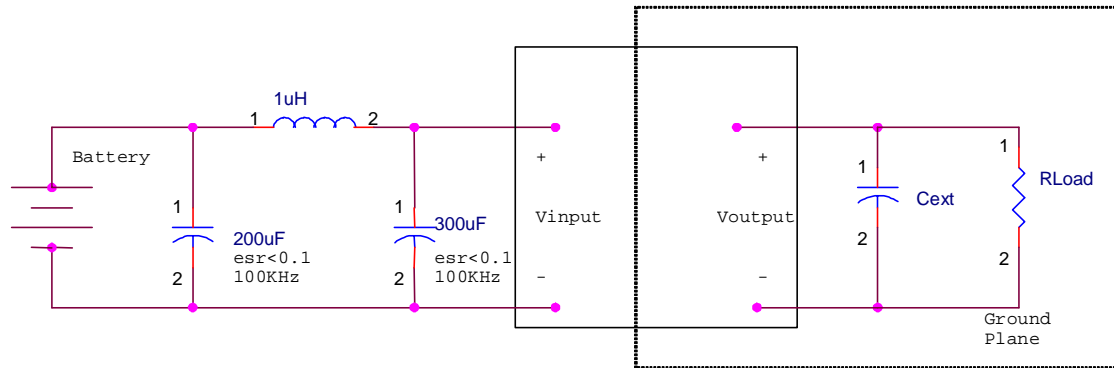 1uH
1 2
Battery
1
200uF
esr<0.1
2 100KHz
1
300uF
esr<0.1
2 100KHz
+
Vinput
-
+
Voutput
-
1
Cext
2
1
RLoad
2
Ground
Plane